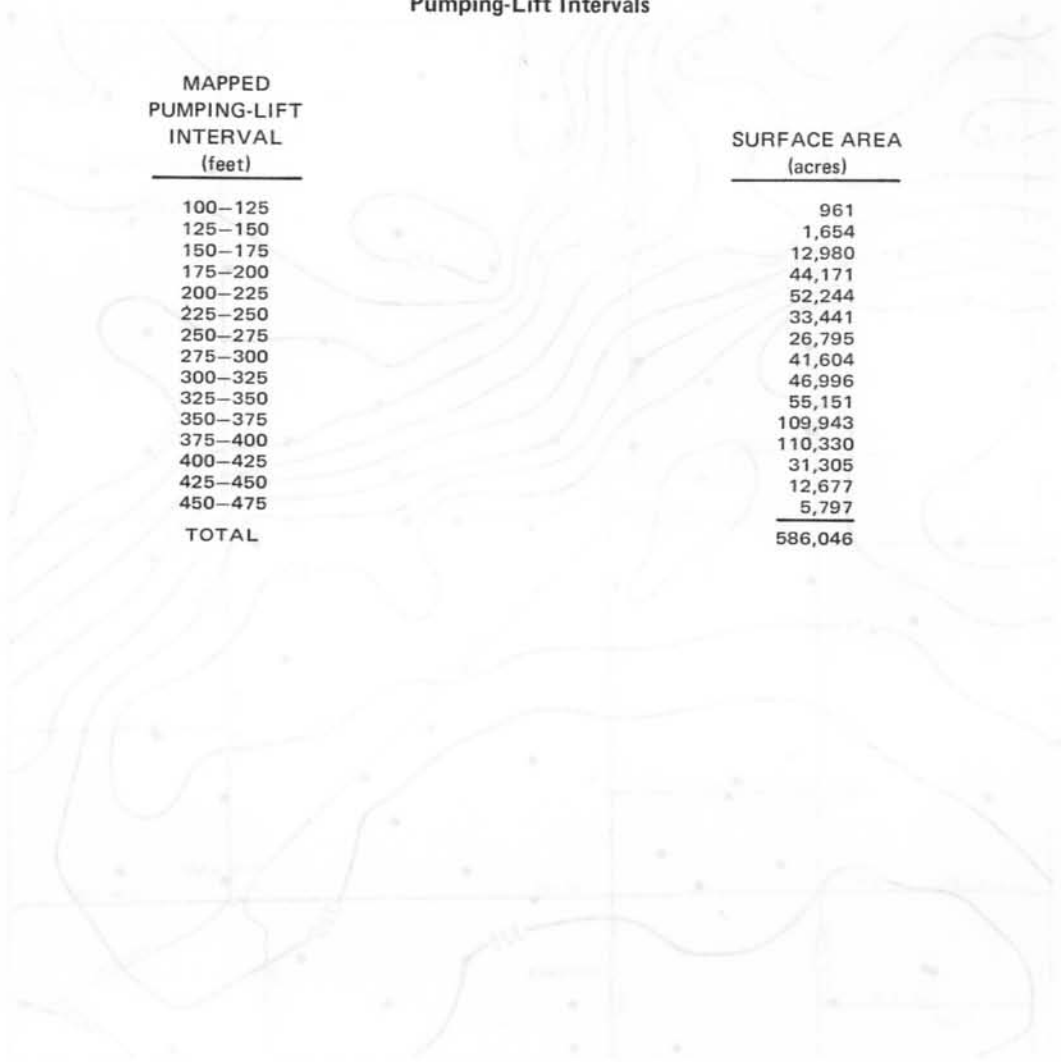 Pumping-Lift Intervals
MAPPED
PUMPING-LIFT
INTERVAL
(feet)
SURFACE AREA
(acres)
100—125 961
125—150 1,654
150—175 12,980
175—200 44,171
200—225 52,244
225—250 33,441
250—275 26,795
275—300 41,604
300—325 46,996
325—350 55,151
350—375 109,943
375—400 110,330
400—425 31,305
425—450 12,677
450—475 5,797
TOTAL 586,046